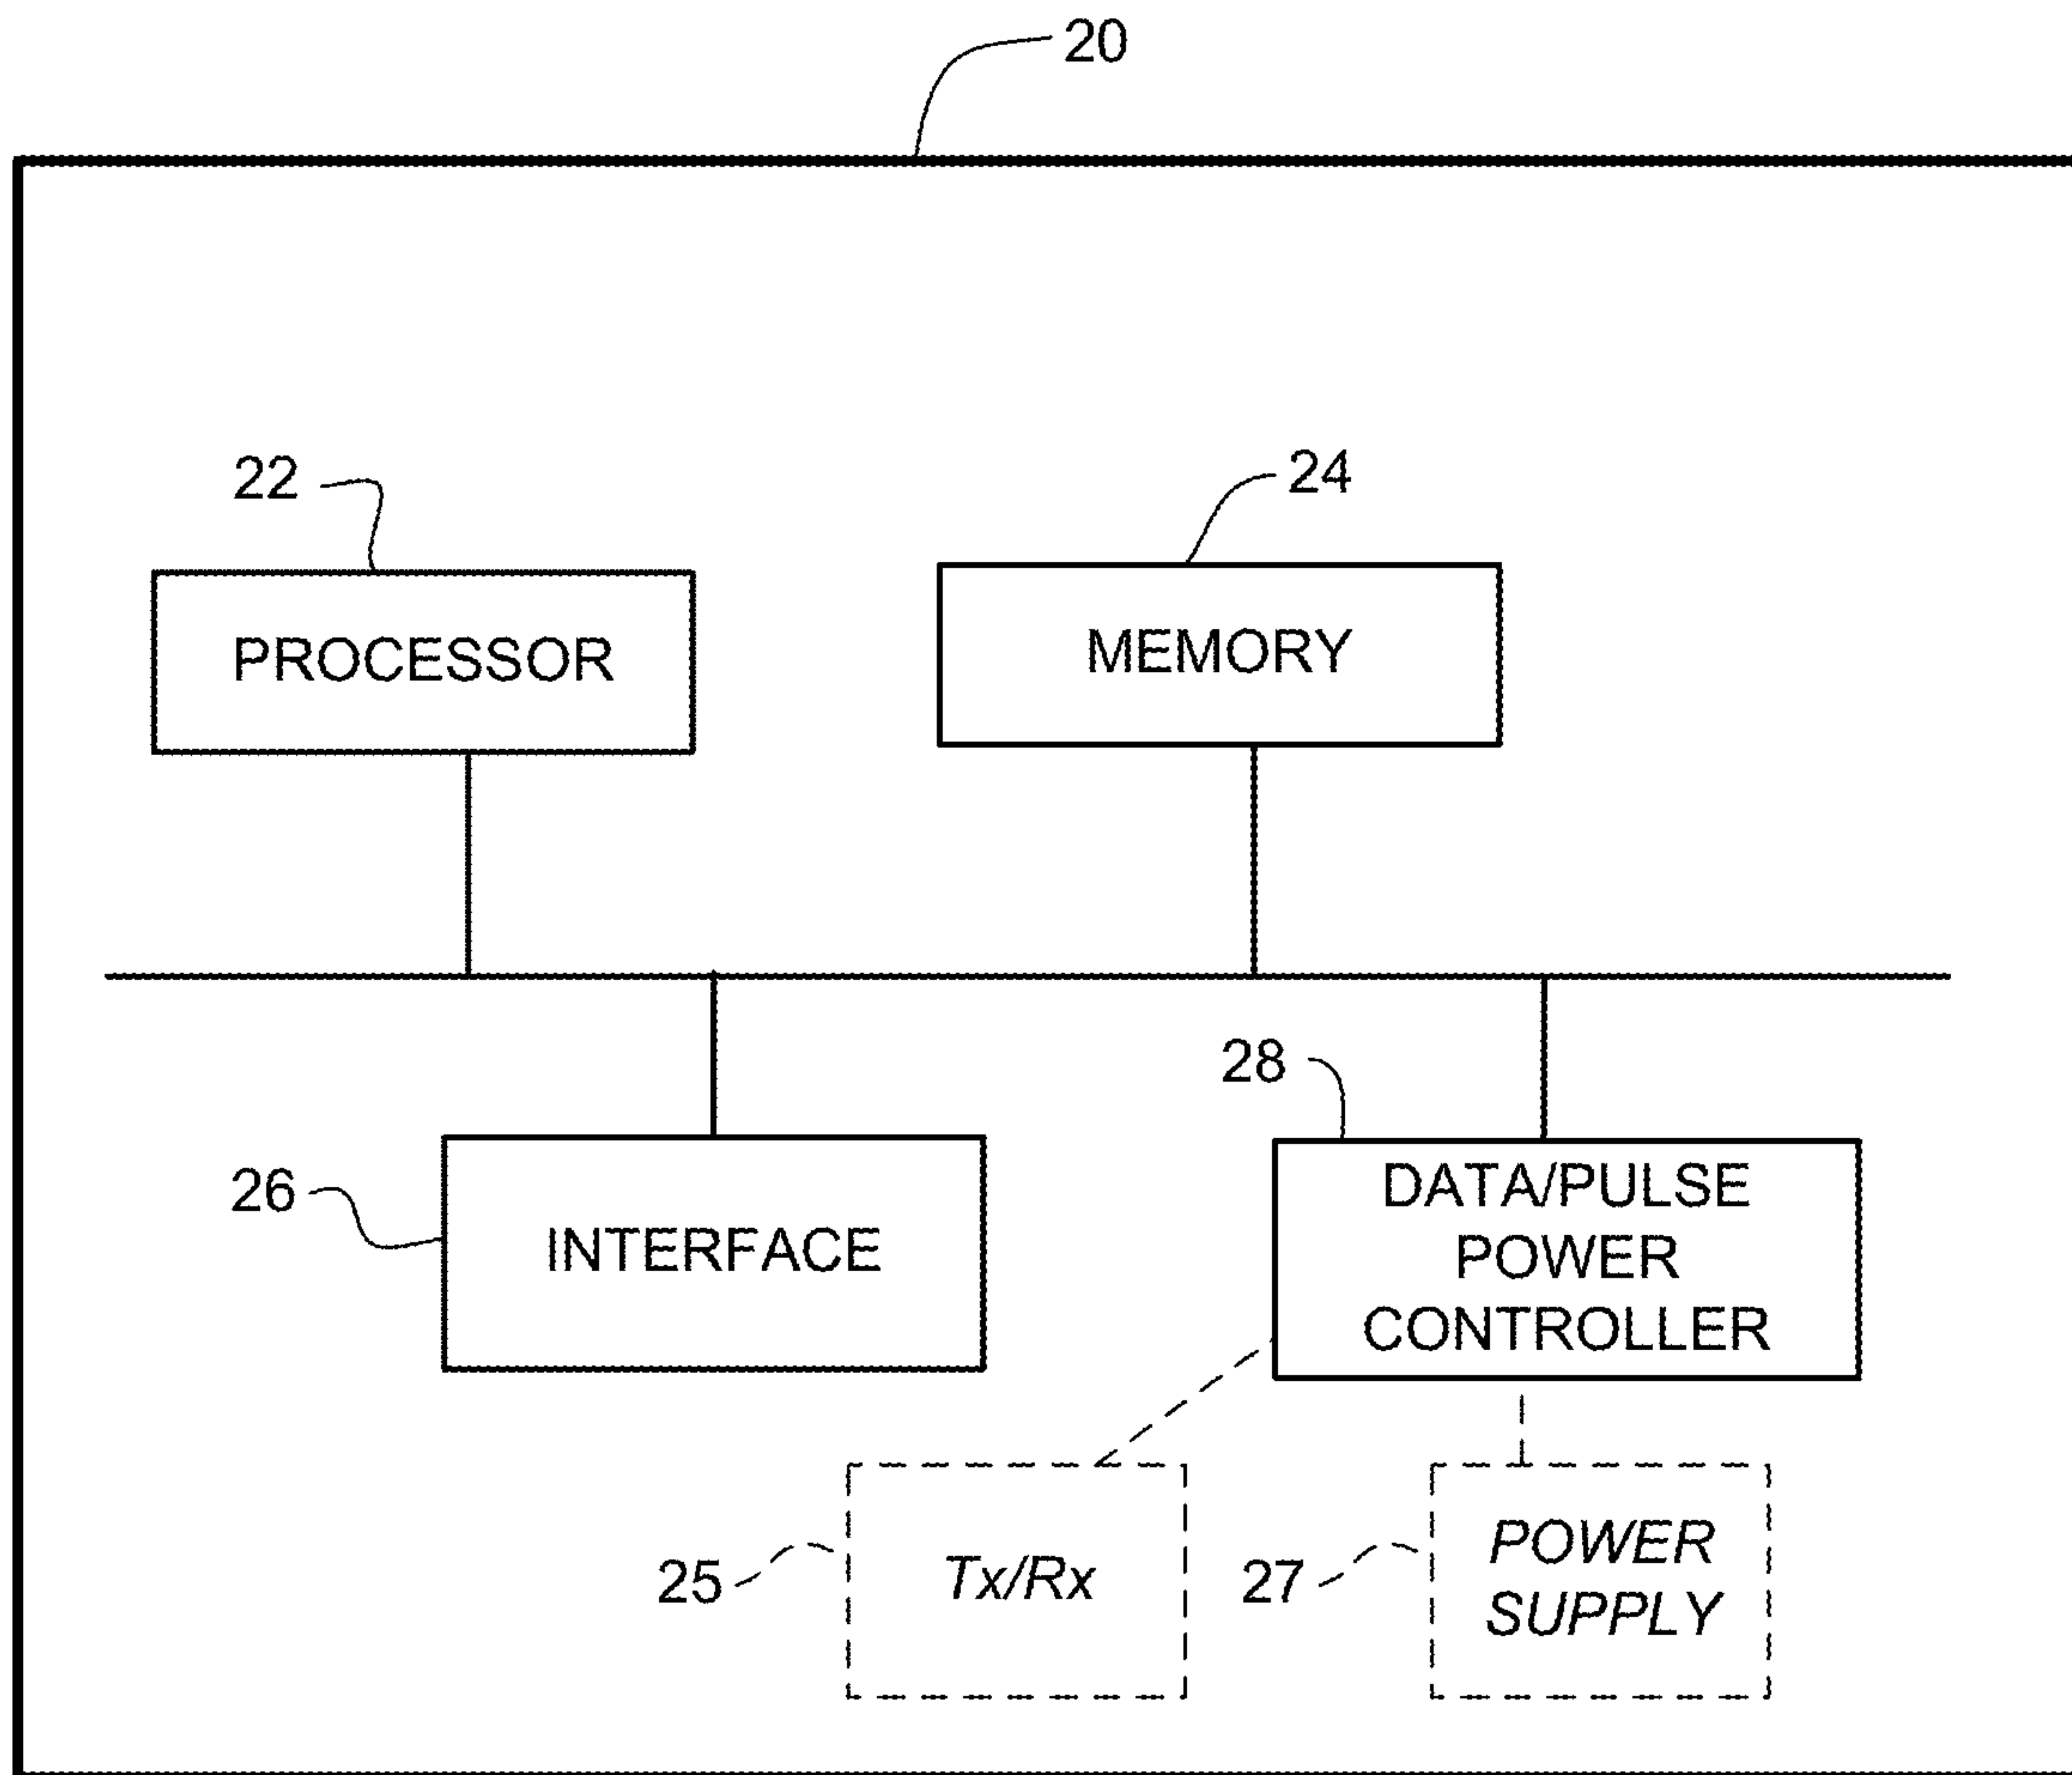 20
22
24
PROCESSOR
MEMORY
28
26
INTERFACE
DATA/PULSE
POWER
CONTROLLER
25
Tx/Rx
27
POWER
SUPPLY